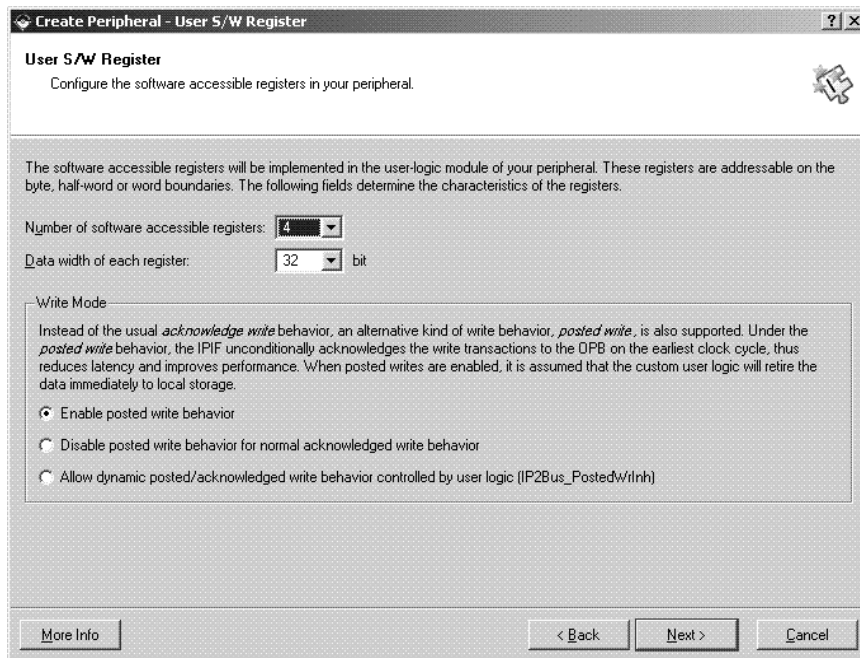 Create Peripheral - User S/W Register
User S/W Register
Configure the software accessible registers in your peripheral.
The software accessible registers will be implemented in the user-logic module of your peripheral. These registers are addressable on the
byte, half-word or word boundaries. The following fields determine the characteristics of the registers.
Number of software accessible registers: 4
Data width of each register: 32 bit
Write Mode
Instead of the usual acknowledge write behavior, an alternative kind of write behavior, posted write, is also supported. Under the
posted write behavior, the IPIF unconditionally acknowledges the write transactions to the OPB on the earliest clock cycle, thus
reduces latency and improves performance. When posted writes are enabled, it is assumed that the custom user logic will retire the
data immediately to local storage.
Enable posted write behavior
Disable posted write behavior for normal acknowledged write behavior
Allow dynamic posted/acknowledged write behavior controlled by user logic (IP2Bus_PostedWrInh)
More Info < Back Next > Cancel